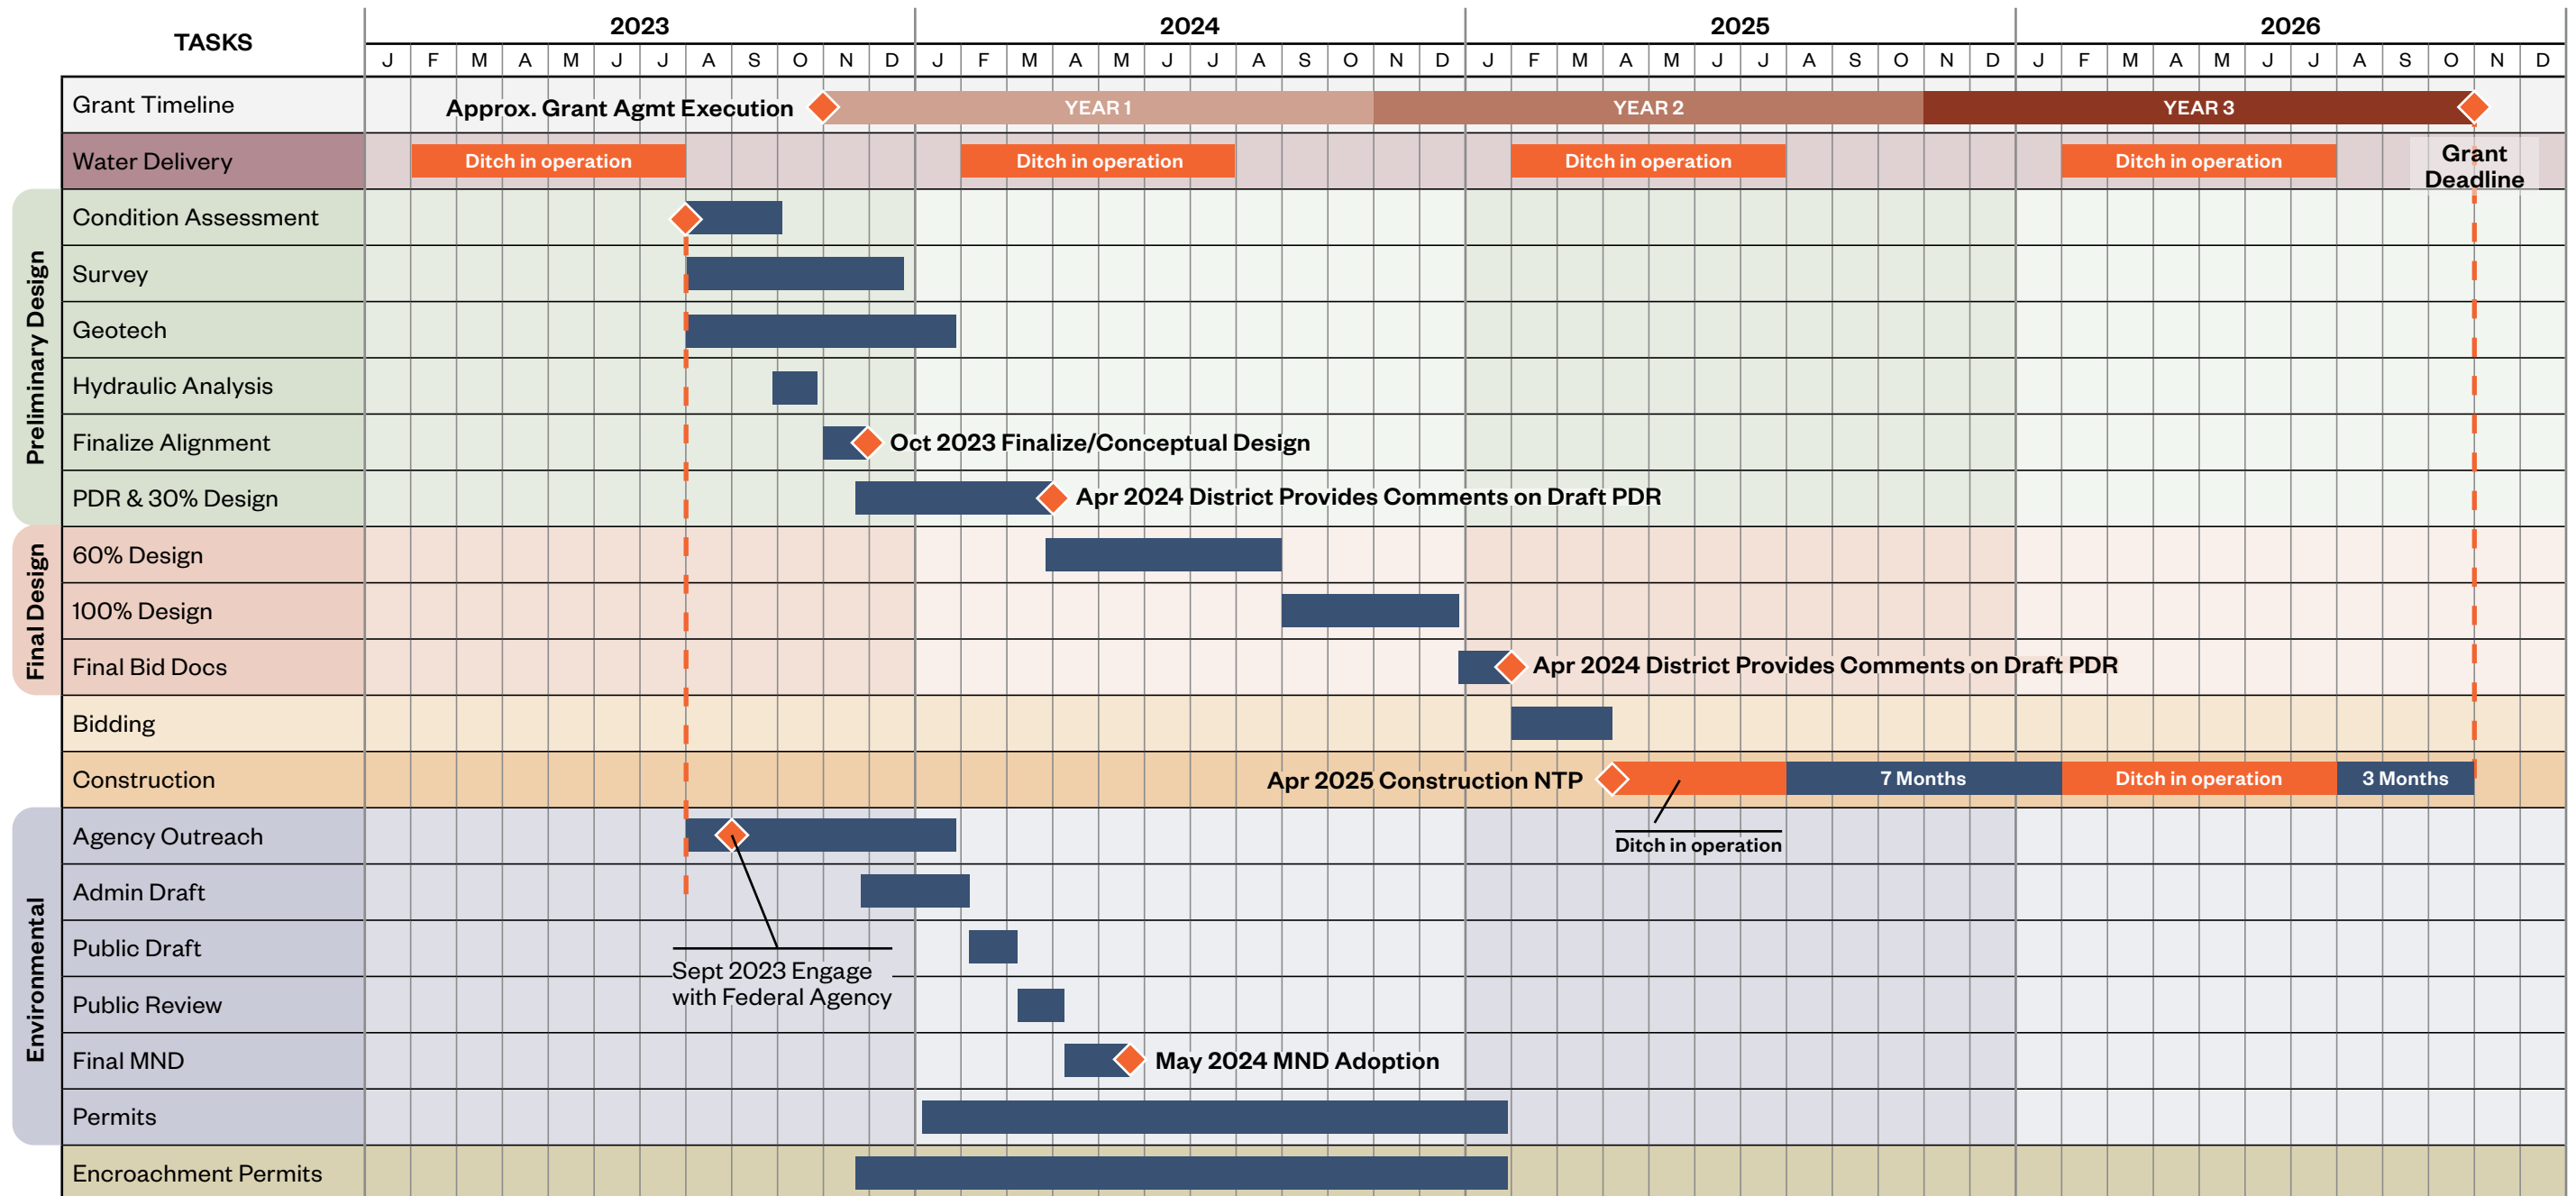 TASKS
2023 2024 2025 2026
J F M A M J J A S O N D J F M A M J J A S O N D J F M A M J J A S O N D J F M A M J J A S O N D
Grant Timeline Approx. Grant Agmt Execution YEAR 1 YEAR 2 YEAR 3
Water Delivery Ditch in operation Ditch in operation Ditch in operation Ditch in operation
Grant
Deadline
Preliminary Design
Condition Assessment
Survey
Geotech
Hydraulic Analysis
Finalize Alignment Oct 2023 Finalize/Conceptual Design
PDR & 30% Design Apr 2024 District Provides Comments on Draft PDR
Final Design
60% Design
100% Design
Final Bid Docs Apr 2024 District Provides Comments on Draft PDR
Bidding
Construction Apr 2025 Construction NTP 7 Months Ditch in operation 3 Months
Ditch in operation
Environmental
Agency Outreach
Admin Draft
Public Draft
Sept 2023 Engage
with Federal Agency
Public Review
Final MND May 2024 MND Adoption
Permits
Encroachment Permits